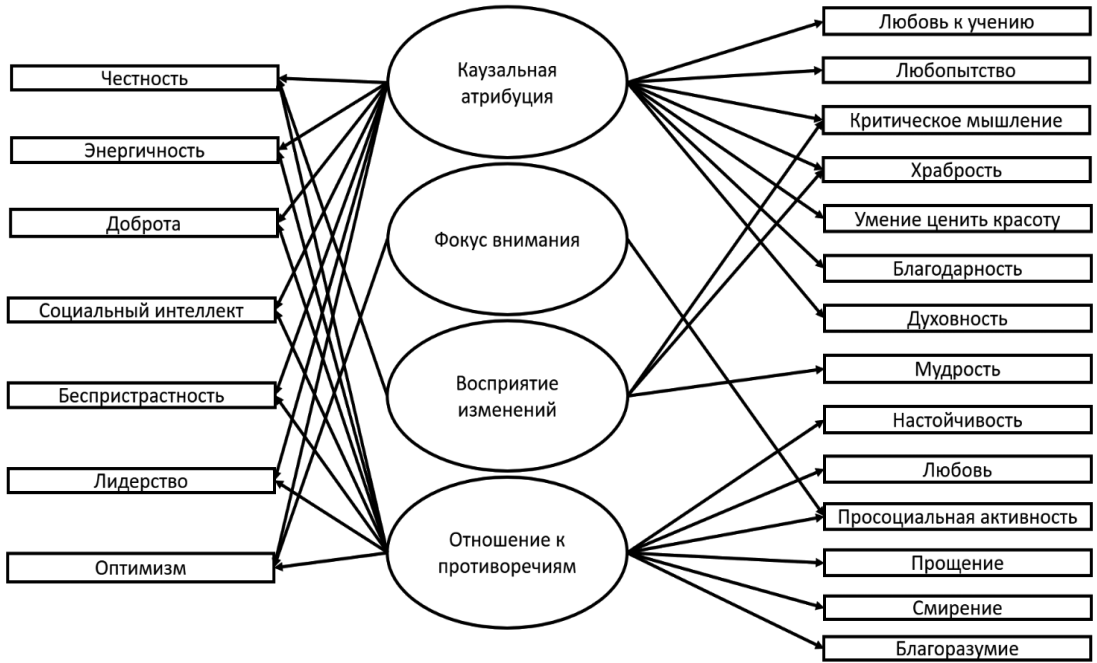 Честность
Энергичность
Доброта
Социальный интеллект
Беспристрастность
Лидерство
Оптимизм
Каузальная
атрибуция
Фокус внимания
Восприятие
изменений
Отношение к
противоречиям
Любовь к учению
Любопытство
Критическое мышление
Храбрость
Умение ценить красоту
Благодарность
Духовность
Мудрость
Настойчивость
Любовь
Просоциальная активность
Прощение
Смирение
Благоразумие